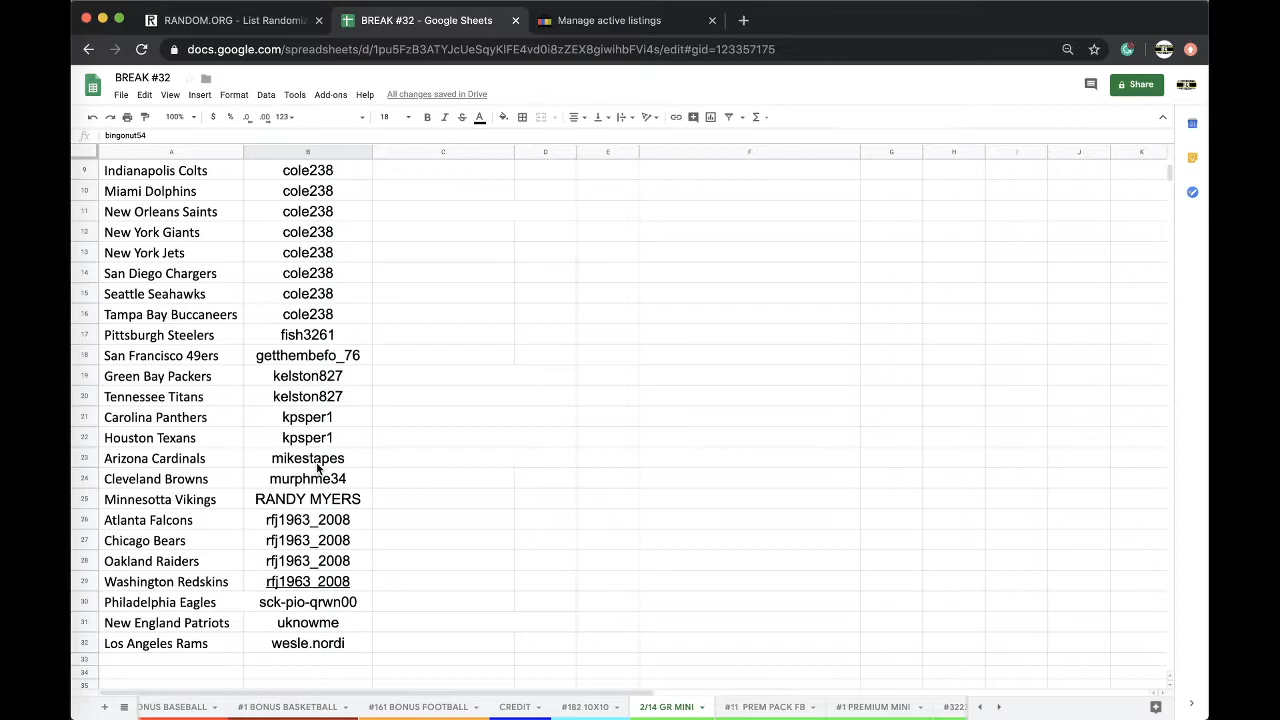 RANDOM.ORG - List Randomiz
BREAK #32 - Google Sheets
Manage active listings
docs.google.com/spreadsheets/d/1pu5FzB3ATYJcUeSqyKlFE4vd0i8zZEX8giwihbFVi4s/edit#gid=123357175
BREAK #32
File Edit View Insert Format Data Tools Add-ons Help All changes saved in Drive
Share
100% $ % .0 .00 123 18 B I S A
fx bingonut54
A B C D E F G H I J K
9 Indianapolis Colts cole238
10 Miami Dolphins cole238
11 New Orleans Saints cole238
12 New York Giants cole238
13 New York Jets cole238
14 San Diego Chargers cole238
15 Seattle Seahawks cole238
16 Tampa Bay Buccaneers cole238
17 Pittsburgh Steelers fish3261
18 San Francisco 49ers getthembefo_76
19 Green Bay Packers kelston827
20 Tennessee Titans kelston827
21 Carolina Panthers kpsper1
22 Houston Texans kpsper1
23 Arizona Cardinals mikestapes
24 Cleveland Browns murphme34
25 Minnesotta Vikings RANDY MYERS
26 Atlanta Falcons rfj1963_2008
27 Chicago Bears rfj1963_2008
28 Oakland Raiders rfj1963_2008
29 Washington Redskins rfj1963_2008
30 Philadelphia Eagles sck-pio-qrwn00
31 New England Patriots uknowme
32 Los Angeles Rams wesle.nordi
33
34
35
ONUS BASEBALL #1 BONUS BASKETBALL #161 BONUS FOOTBALL CREDIT #182 10X10 2/14 GR MINI #11 PREM PACK FB #1 PREMIUM MINI #322